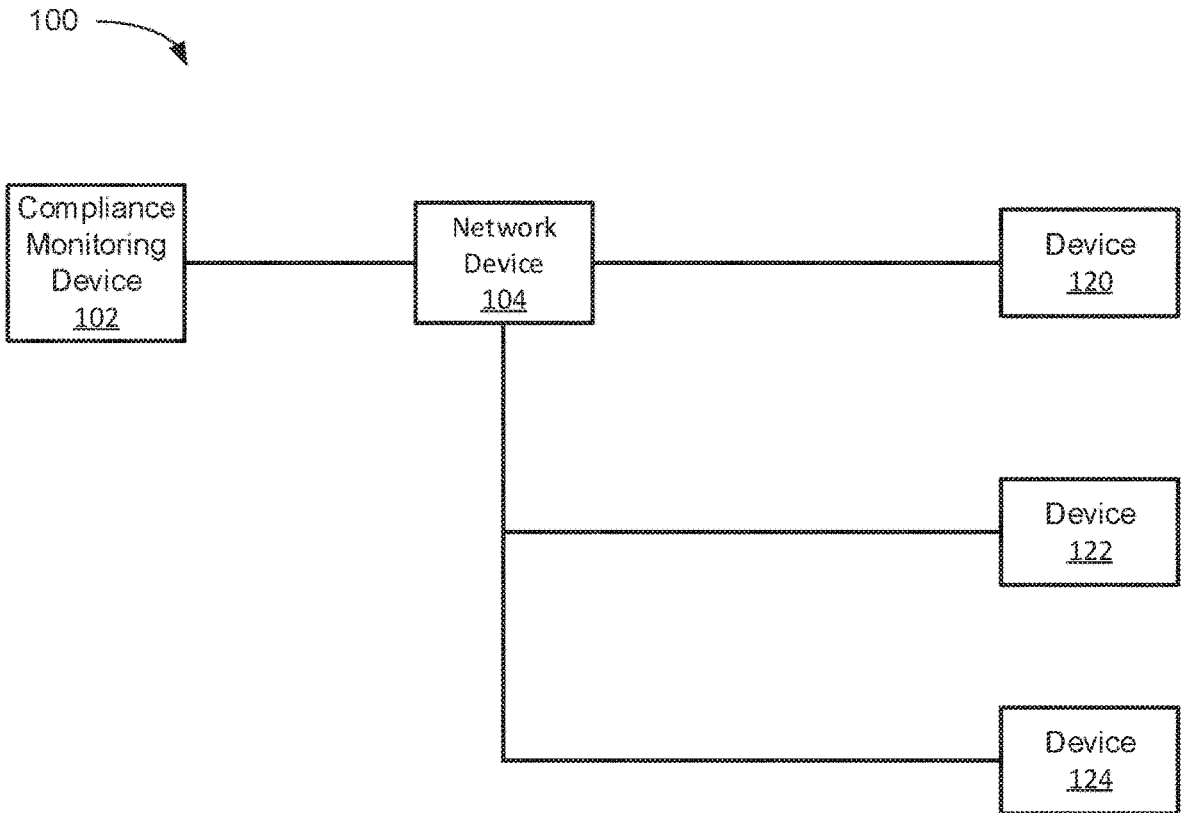 100
Compliance
Monitoring
Device
102
Network
Device
104
Device
120
Device
122
Device
124